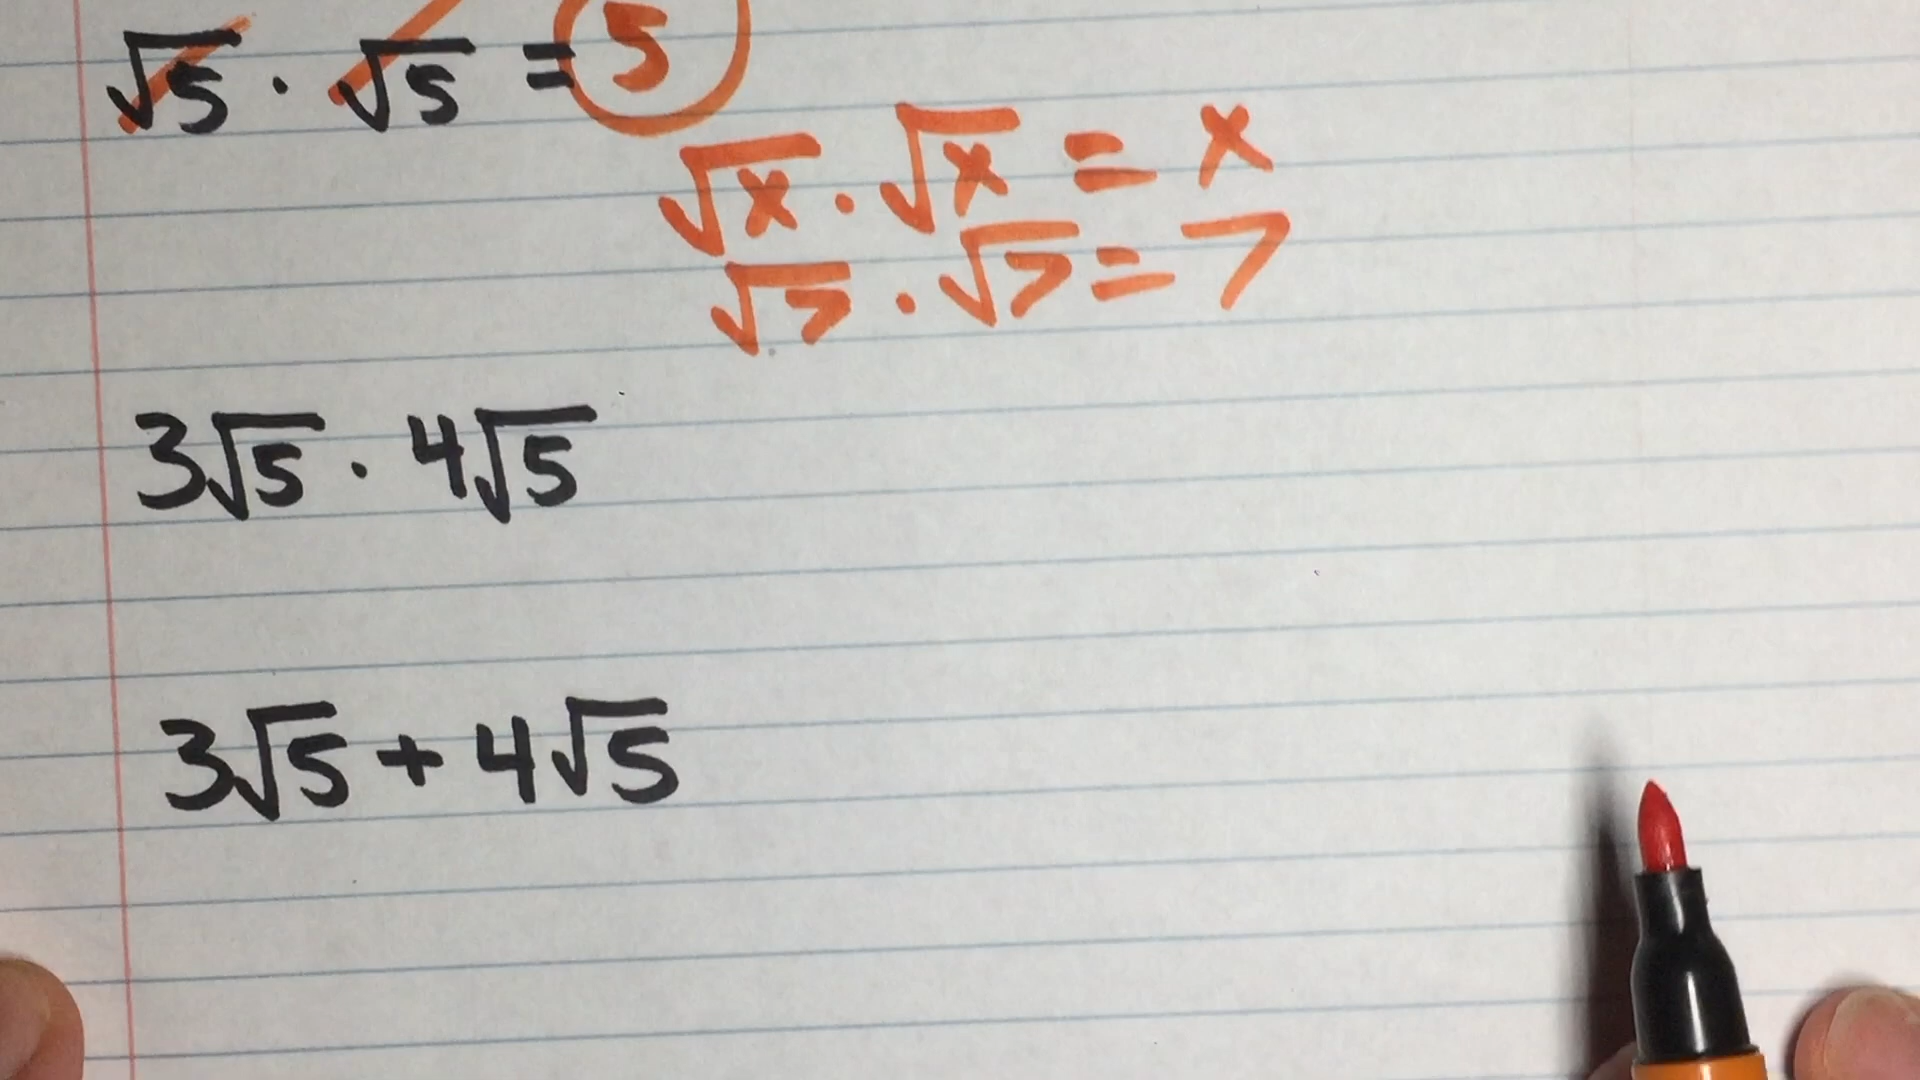 √5 · √5 = 5
√x · √x = x
√7 · √7 = 7
3√5 · 4√5
3√5 + 4√5